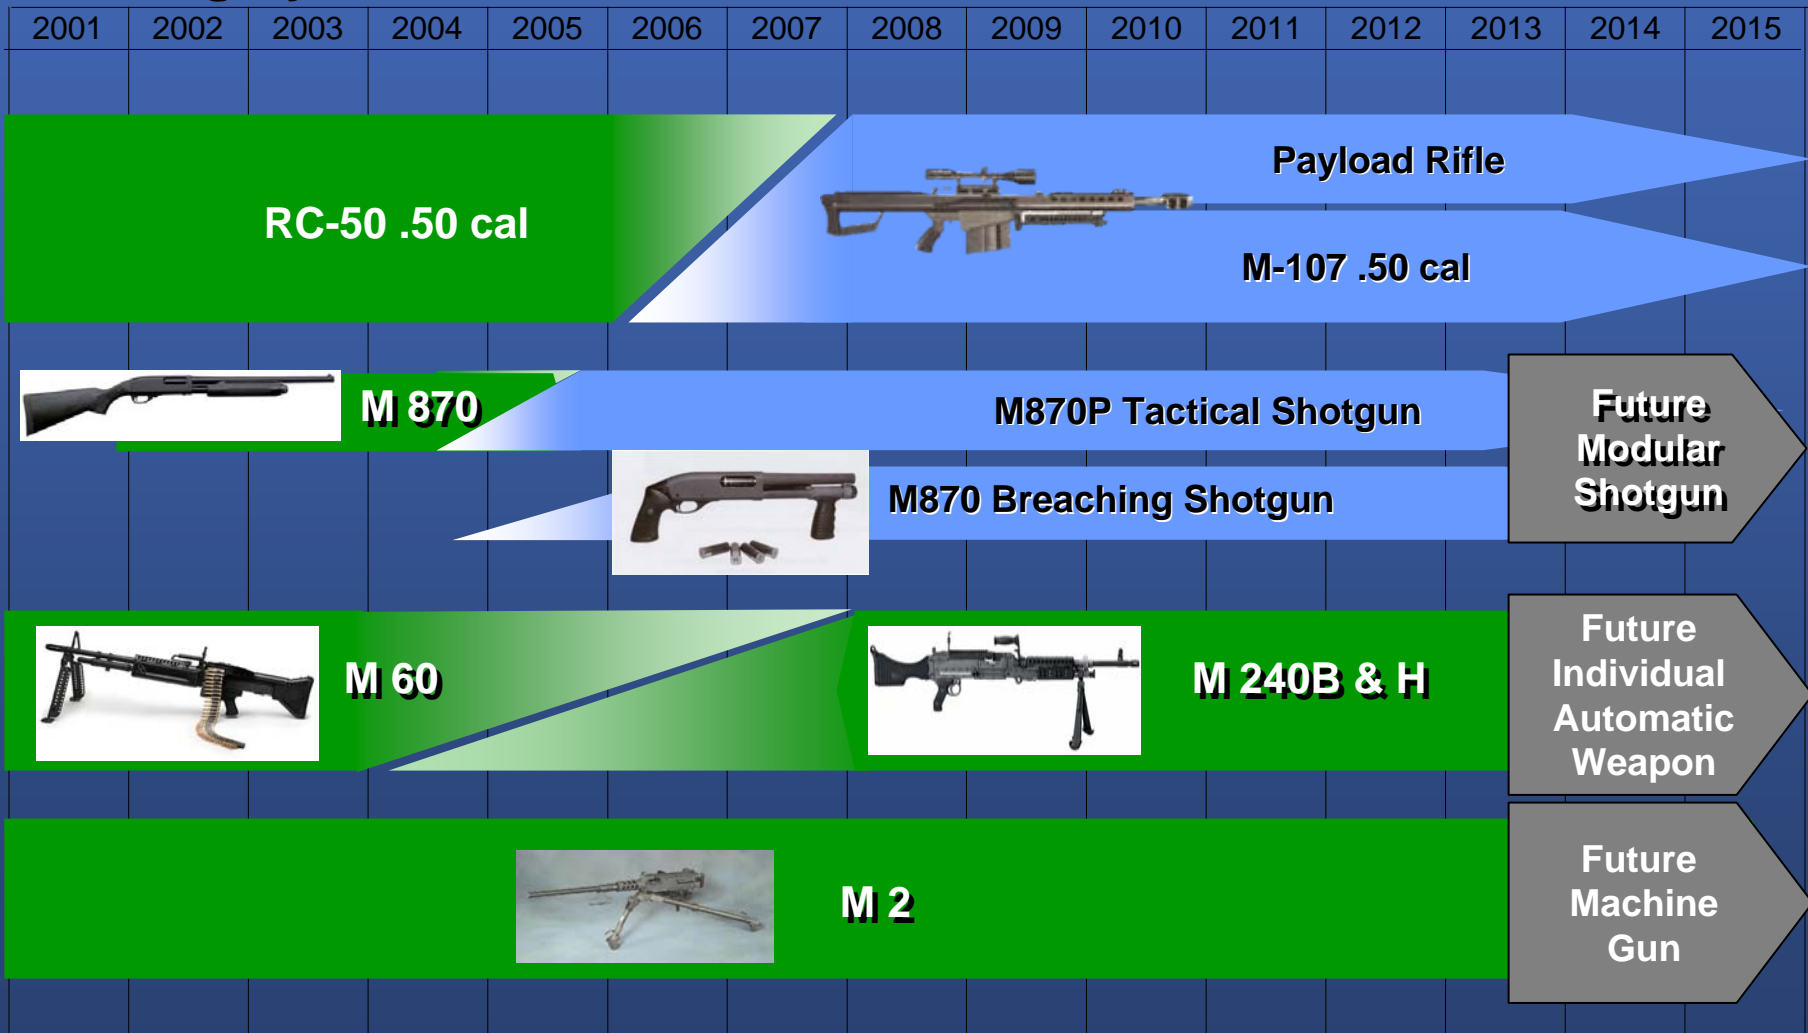 2001 2002 2003 2004 2005 2006 2007 2008 2009 2010 2011 2012 2013 2014 2015
Payload Rifle
RC-50 .50 cal
M-107 .50 cal
M 870
M870P Tactical Shotgun
Future
Modular
Shotgun
M870 Breaching Shotgun
M 60
M 240B & H
Future
Individual
Automatic
Weapon
M 2
Future
Machine
Gun